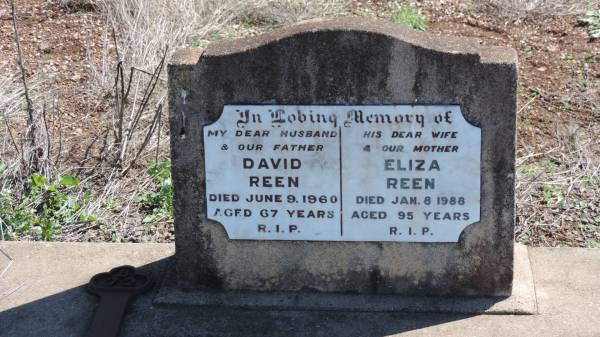 In Loving Memory of
MY DEAR HUSBAND
& OUR FATHER
DAVID
REEN
DIED JUNE 9. 1960
AGED 67 YEARS
R. I. P.
HIS DEAR WIFE
& OUR MOTHER
ELIZA
REEN
DIED JAN. 8 1988
AGED 95 YEARS
R. I. P.